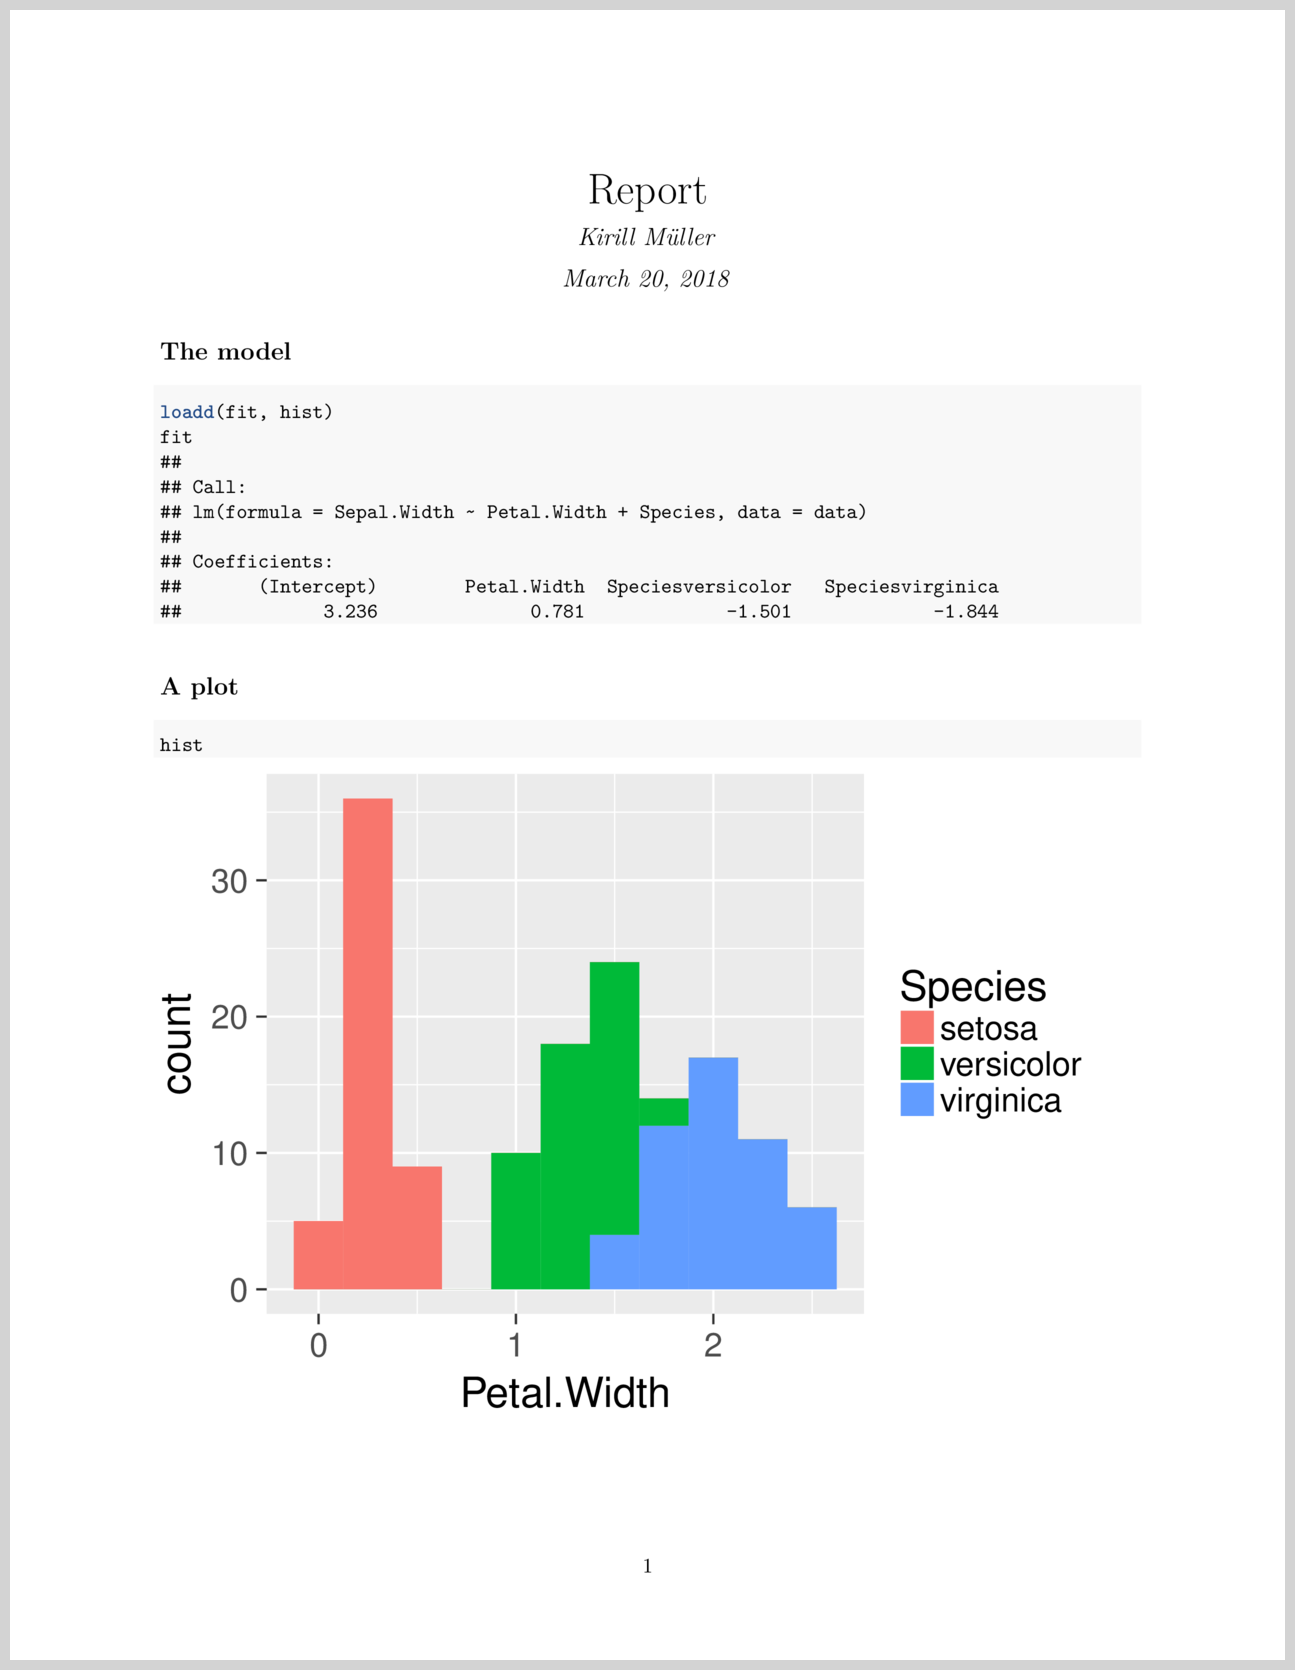 Report
Kirill Müller
March 20, 2018
The model
loadd(fit, hist)
fit
##
## Call:
## lm(formula = Sepal.Width ~ Petal.Width + Species, data = data)
##
## Coefficients:
##       (Intercept)        Petal.Width  Speciesversicolor   Speciesvirginica
##             3.236              0.781             -1.501             -1.844
A plot
hist
30
20
10
0
count
0 1 2
Petal.Width
Species
setosa
versicolor
virginica
1